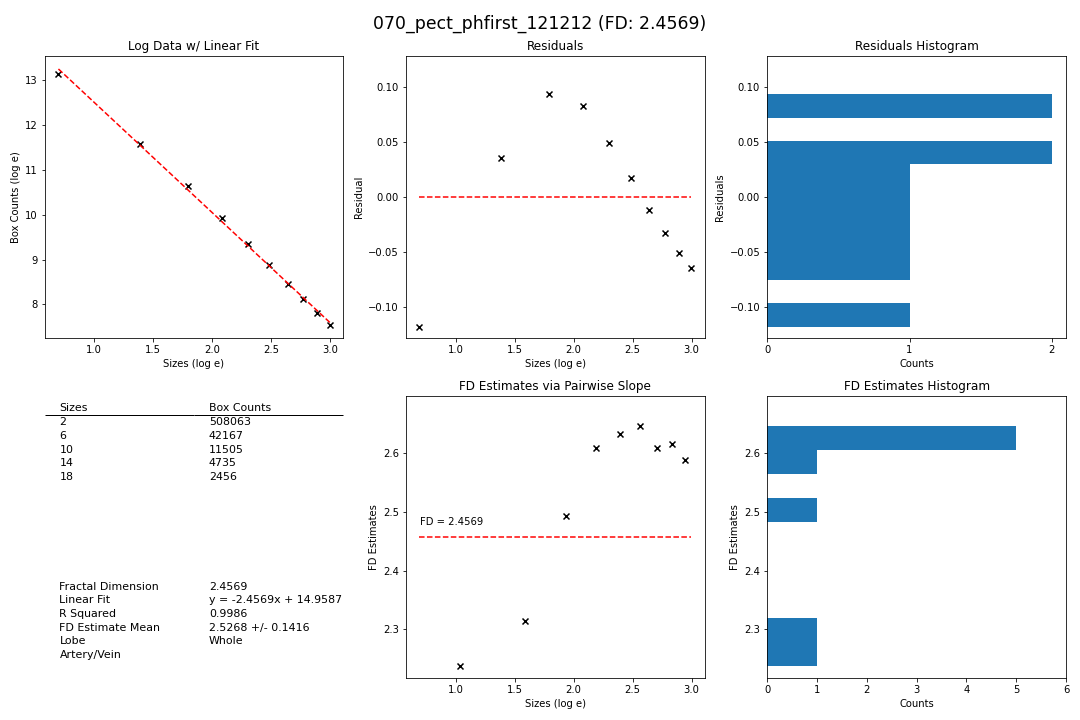 070_pect_phfirst_121212 (FD: 2.4569)
Log Data w/ Linear Fit
Box Counts (log e)
13
12
11
10
9
8
1.0 1.5 2.0 2.5 3.0
Sizes (log e)
Residuals
Residual
0.10
0.05
0.00
−0.05
−0.10
1.0 1.5 2.0 2.5 3.0
Sizes (log e)
Residuals Histogram
Residuals
0.10
0.05
0.00
−0.05
−0.10
0 1 2
Counts
Sizes Box Counts
2 508063
6 42167
10 11505
14 4735
18 2456
Fractal Dimension 2.4569
Linear Fit y = -2.4569x + 14.9587
R Squared 0.9986
FD Estimate Mean 2.5268 +/- 0.1416
Lobe Whole
Artery/Vein
FD Estimates via Pairwise Slope
FD Estimates
2.6
2.5
2.4
2.3
FD = 2.4569
1.0 1.5 2.0 2.5 3.0
Sizes (log e)
FD Estimates Histogram
FD Estimates
2.6
2.5
2.4
2.3
0 1 2 3 4 5 6
Counts